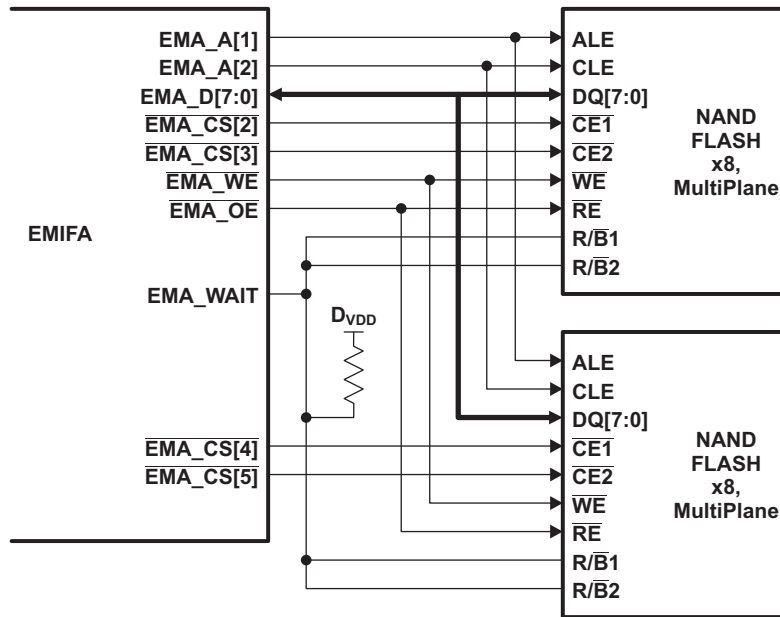 EMIFA
EMA_A[1]
EMA_A[2]
EMA_D[7:0]
EMA_CS[2]
EMA_CS[3]
EMA_WE
EMA_OE
EMA_WAIT
EMA_CS[4]
EMA_CS[5]
DVDD
ALE
CLE
DQ[7:0]
CE1
CE2
WE
RE
R/B1
R/B2
NAND
FLASH
x8,
MultiPlane
ALE
CLE
DQ[7:0]
CE1
CE2
WE
RE
R/B1
R/B2
NAND
FLASH
x8,
MultiPlane